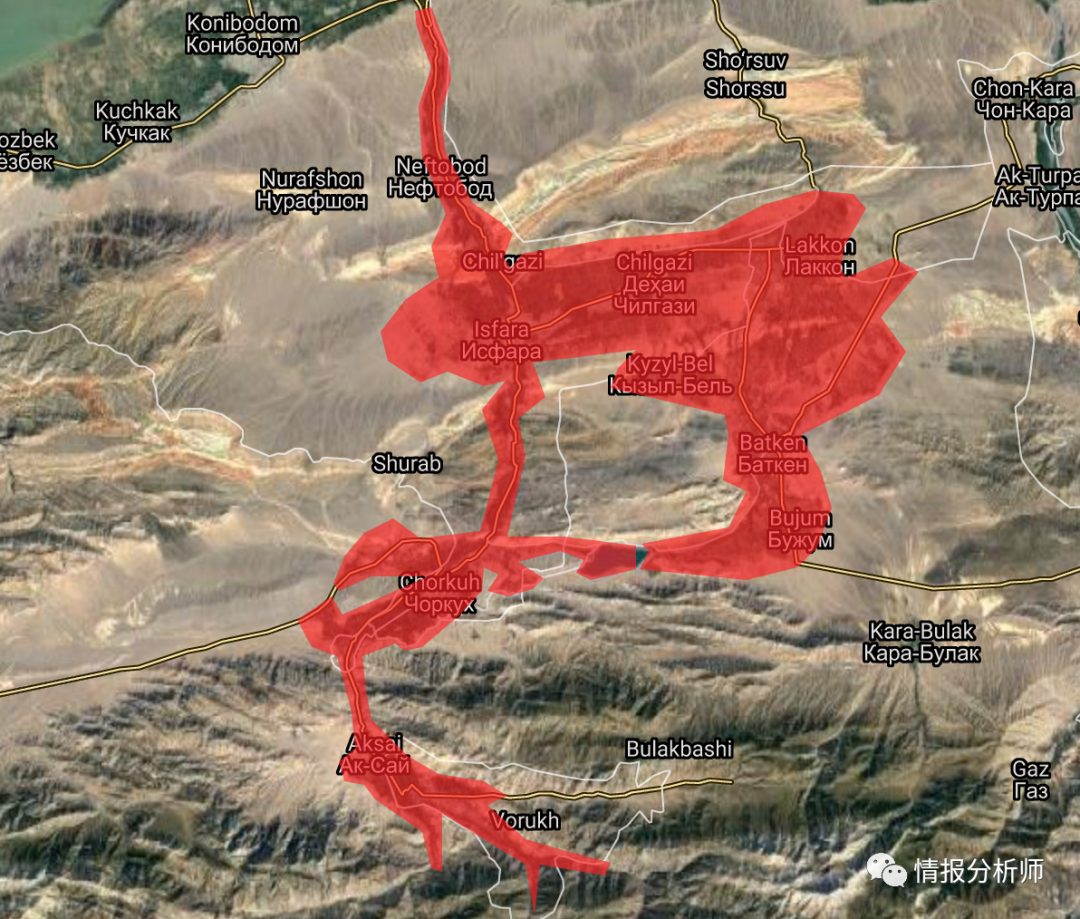 Konibodom
Конибодом
Sho'rsuv
Shorssu
Chon-Kara
Чон-Кара
Kuchkak
Кучкак
ozbek
ёзбек
Nurafshon
Нурафшон
Neftobod
Нефтобод
Ak-Turpa
Ак-Турпа
Chil'gazi
Chilgazi
Деҳаи
Чилгази
Lakkon
Лаккон
Isfara
Исфара
Kyzyl-Bel
Кызыл-Бель
Batken
Баткен
Shurab
Bujum
Бужум
Chorkuh
Чоркух
Kara-Bulak
Кара-Булак
Aksai
Ак-Сай
Bulakbashi
Gaz
Газ
Vorukh
情报分析师